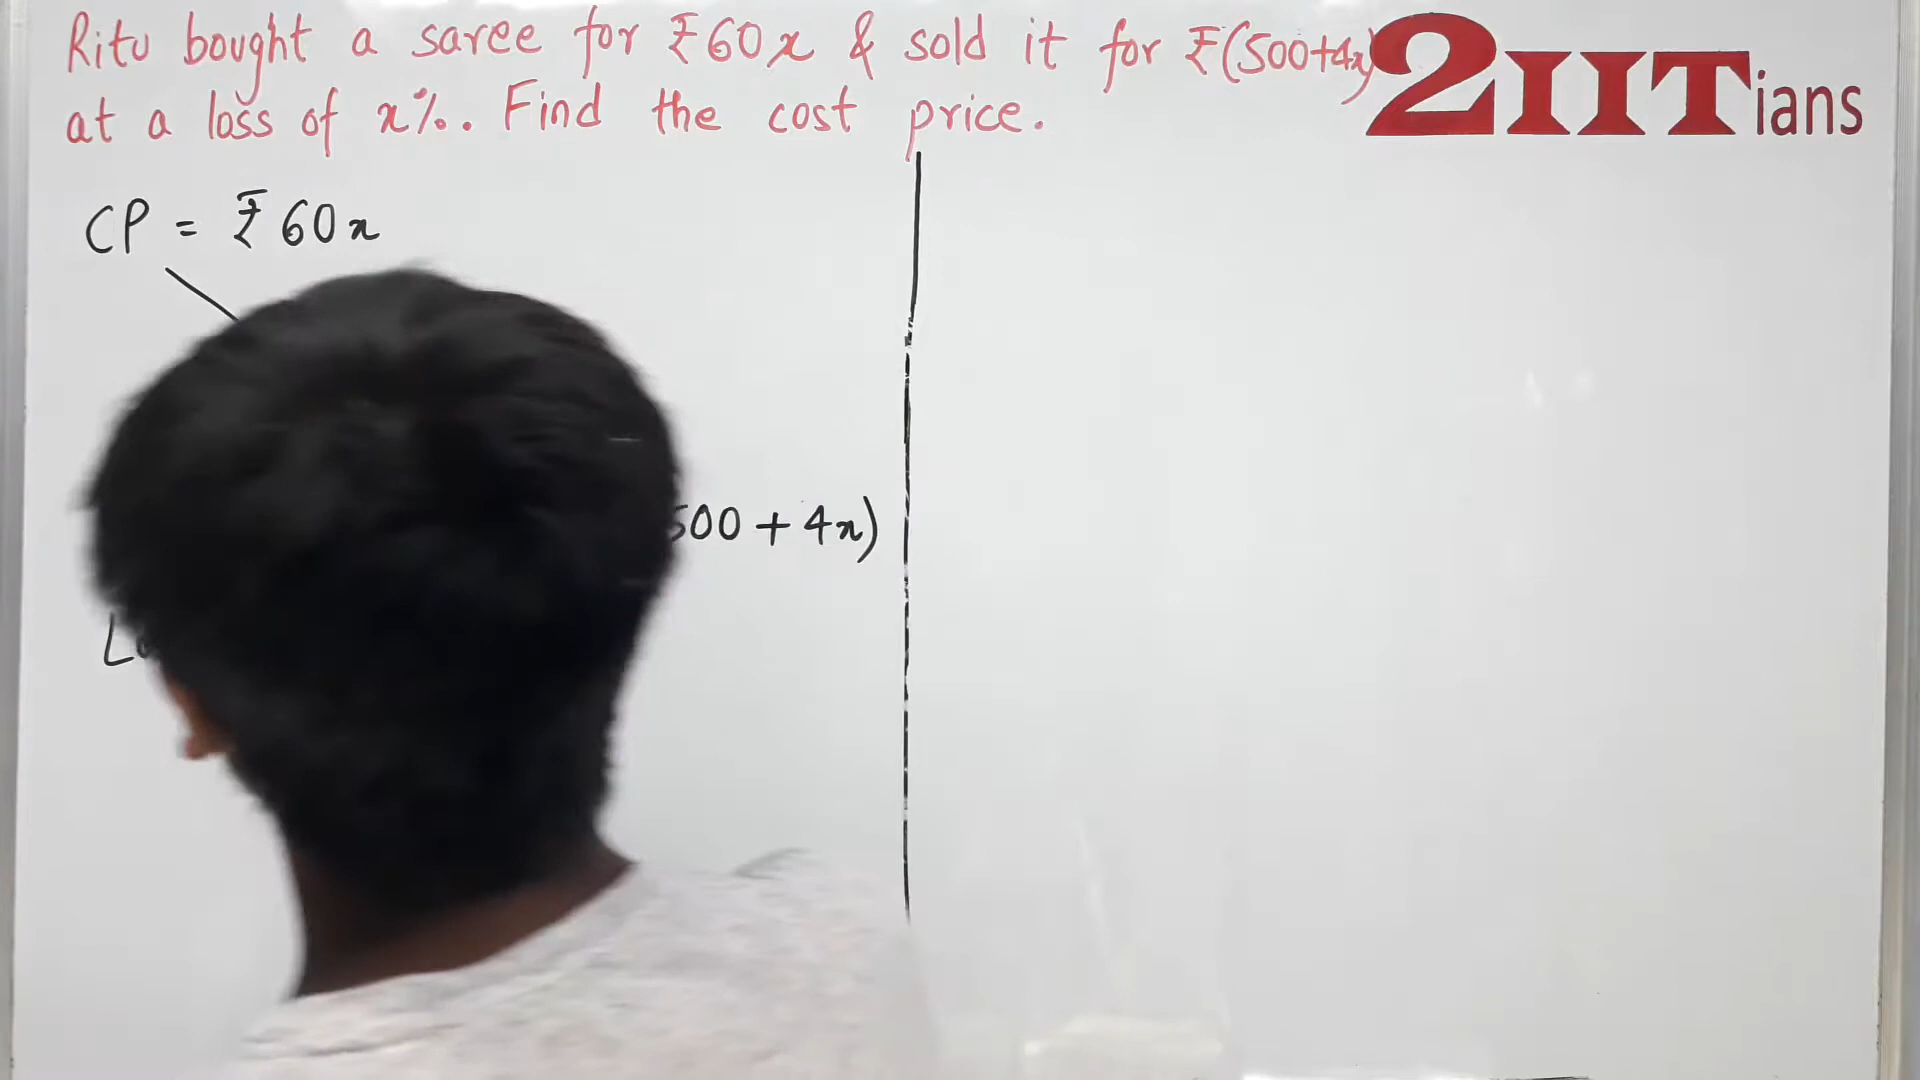 Ritu bought a saree for ₹60x & sold it for ₹(500+4x)
at a loss of x%. Find the cost price.
2IITians
CP = ₹60x
500 + 4x)